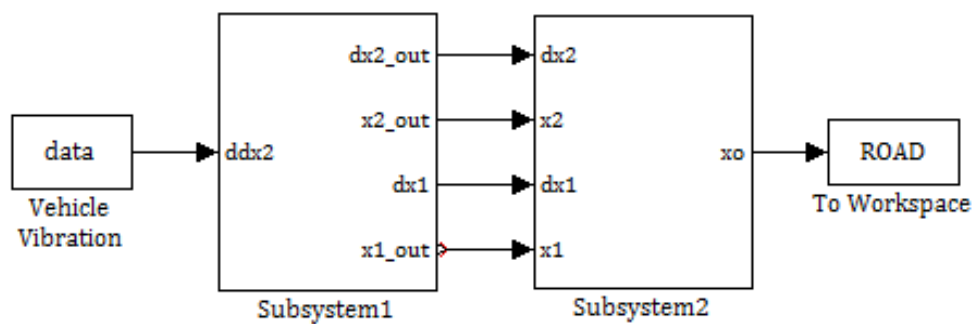 data
Vehicle
Vibration
ddx2
dx2_out
x2_out
dx1
x1_out
Subsystem1
dx2
x2
dx1
x1
xo
Subsystem2
ROAD
To Workspace